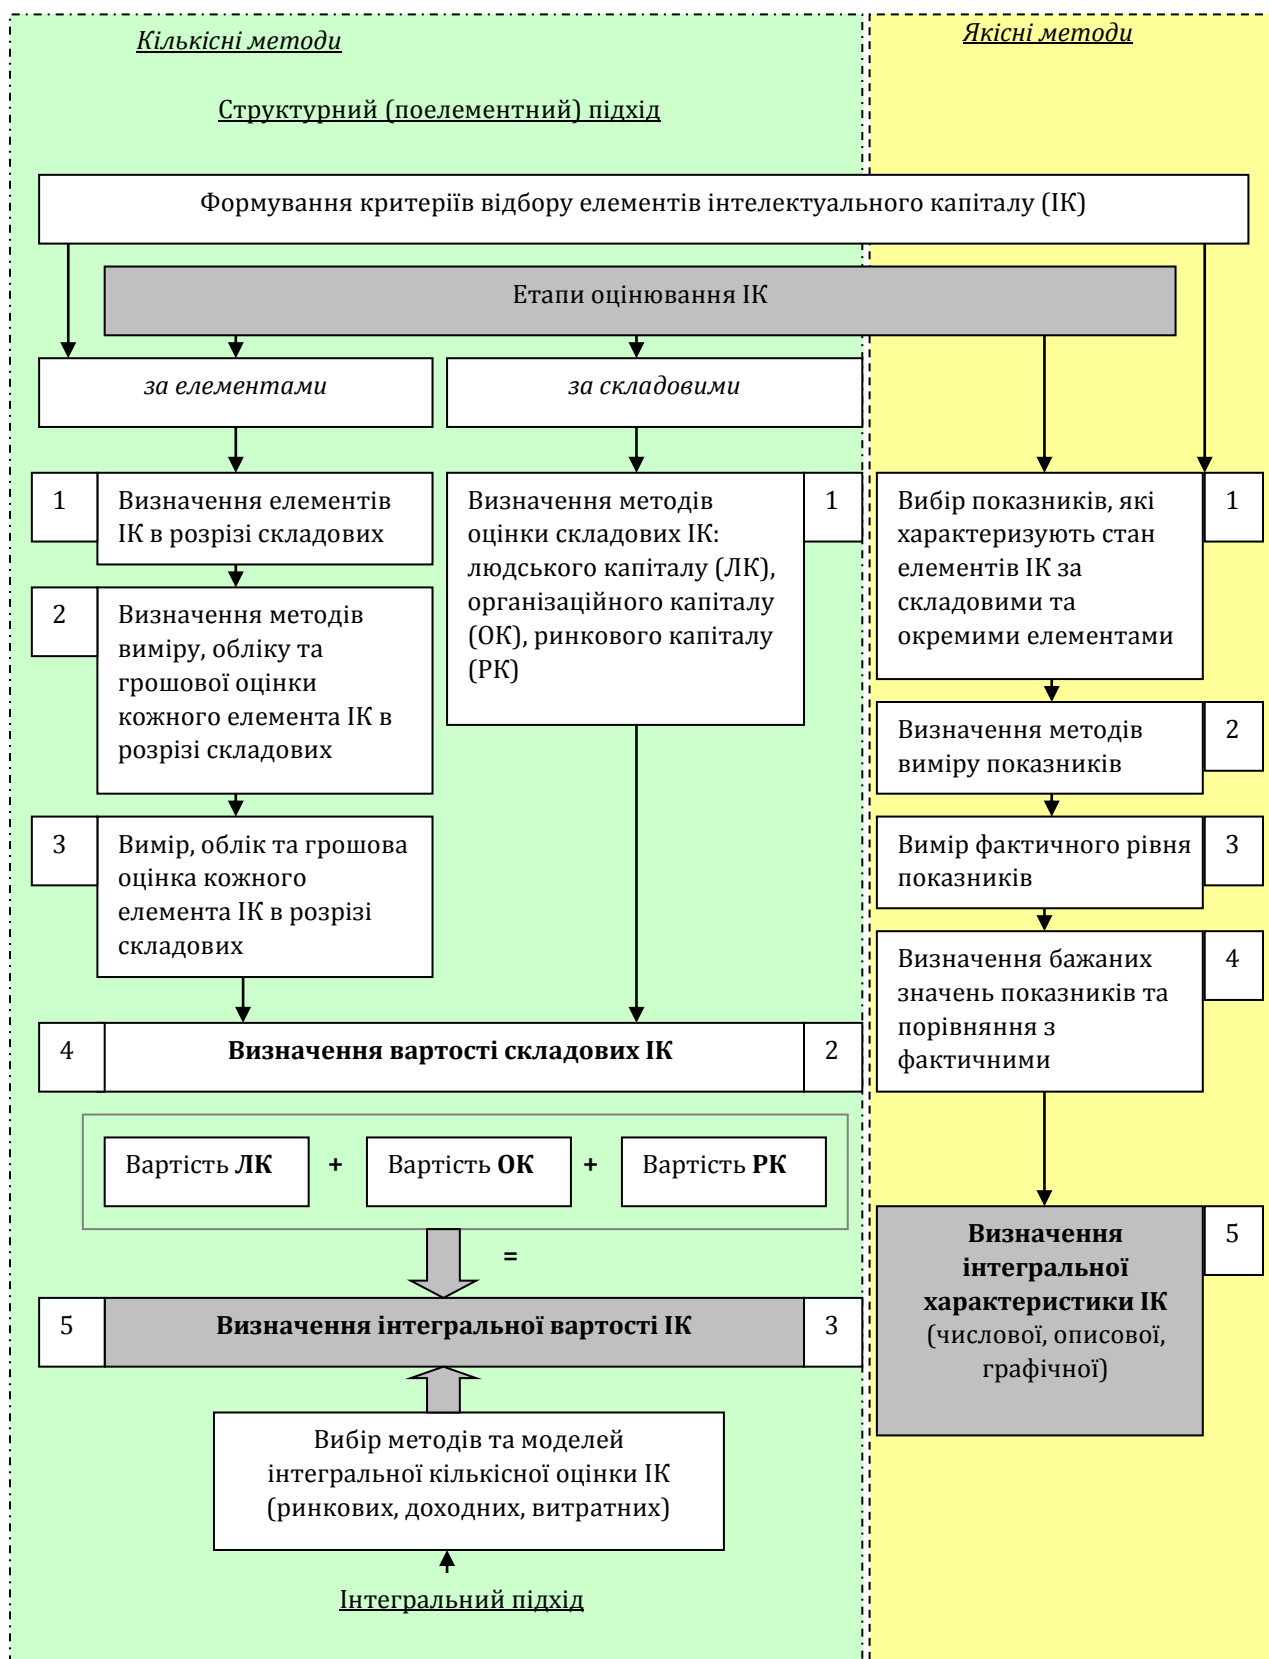 Кількісні методи
Якісні методи
Структурний (поелементний) підхід
Формування критеріїв відбору елементів інтелектуального капіталу (ІК)
Етапи оцінювання ІК
за елементами
за складовими
1
Визначення елементів
ІК в розрізі складових
2
Визначення методів
виміру, обліку та
грошової оцінки
кожного елемента ІК в
розрізі складових
3
Вимір, облік та грошова
оцінка кожного
елемента ІК в розрізі
складових
Визначення методів
оцінки складових ІК:
людського капіталу (ЛК),
організаційного капіталу
(ОК), ринкового капіталу
(РК)
1
Вибір показників, які
характеризують стан
елементів ІК за
складовими та
окремими елементами
1
Визначення методів
виміру показників
2
Вимір фактичного рівня
показників
3
Визначення бажаних
значень показників та
порівняння з
фактичними
4
4
Визначення вартості складових ІК
2
Вартість ЛК + Вартість ОК + Вартість РК
=
5
Визначення інтегральної вартості ІК
3
Визначення
інтегральної
характеристики ІК
(числової, описової,
графічної)
5
Вибір методів та моделей
інтегральної кількісної оцінки ІК
(ринкових, доходних, витратних)
Інтегральний підхід